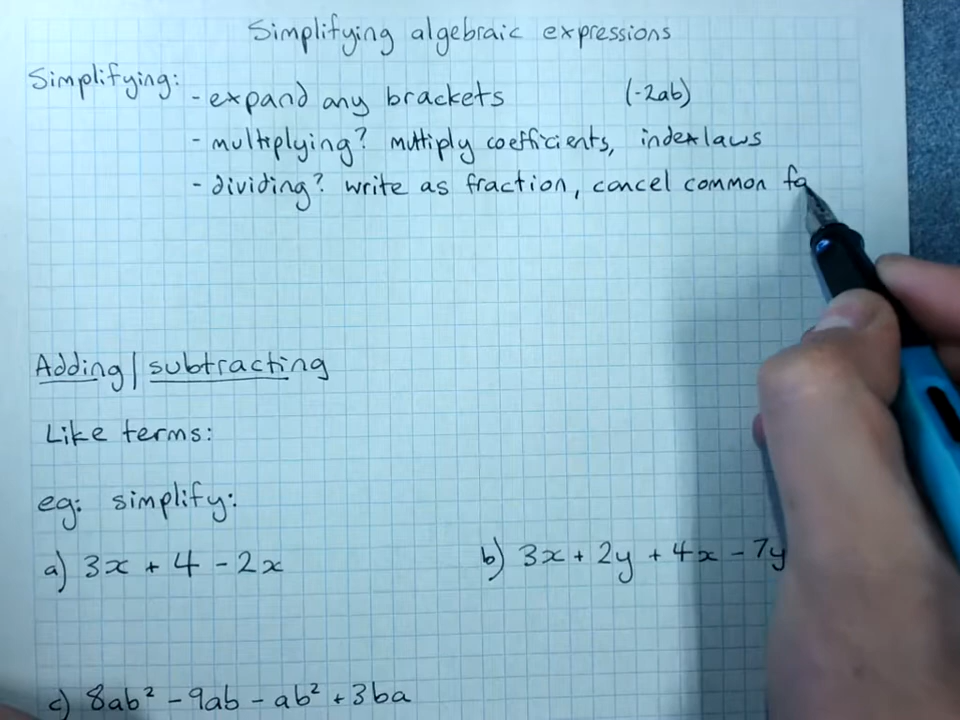 Simplifying algebraic expressions
Simplifying:
- expand any brackets (-2ab)
- multiplying? multiply coefficients, index laws
- dividing? write as fraction, cancel common fa
Adding/subtracting
Like terms:
eg: simplify:
a) 3x + 4 - 2x
b) 3x + 2y + 4x - 7y
c) 8ab² - 9ab - ab² + 3ba